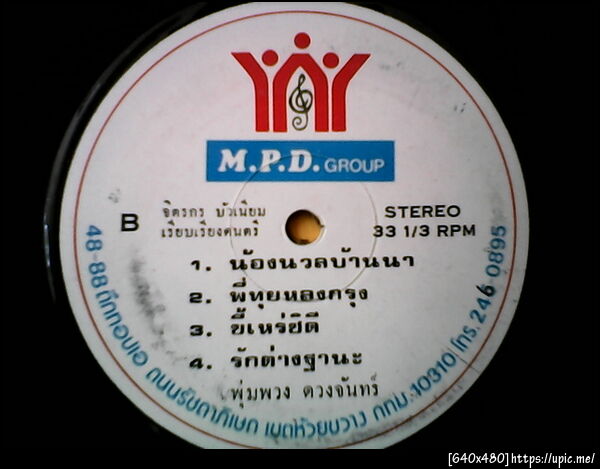 M.P.D. GROUP
B
จิตรกร บัวเนียม
เรียบเรียงดนตรี
STEREO
33 1/3 RPM
1. น้องนวลบ้านนา
2. พี่ทุยหลงกรุง
3. ขี้เหร่ซิดี
4. รักต่างฐานะ
พุ่มพวง ดวงจันทร์
48-88 ตึกทอปเอ ถนนรัชดาภิเษก เขตห้วยขวาง กทม. 10310 โทร. 246 0895
[640x480]https://upic.me/